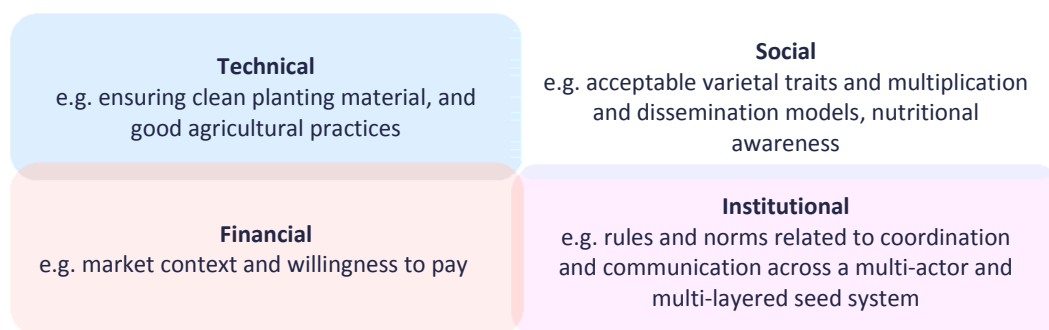 Technical
e.g. ensuring clean planting material, and
good agricultural practices
Social
e.g. acceptable varietal traits and multiplication
and dissemination models, nutritional
awareness
Financial
e.g. market context and willingness to pay
Institutional
e.g. rules and norms related to coordination
and communication across a multi-actor and
multi-layered seed system